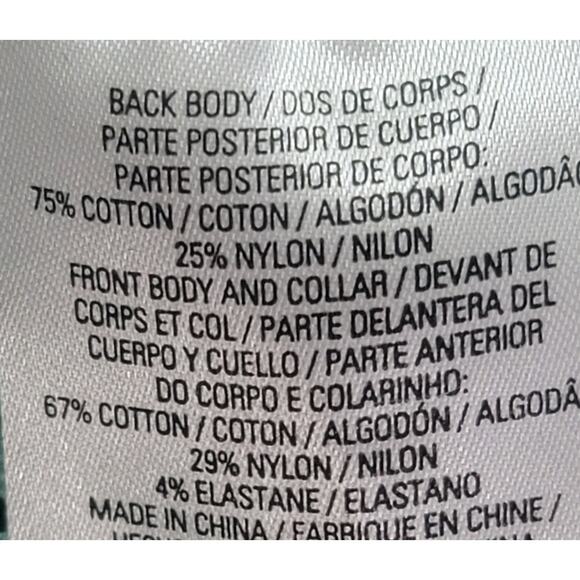 BACK BODY / DOS DE CORPS /
PARTE POSTERIOR DE CUERPO /
PARTE POSTERIOR DE CORPO:
75% COTTON / COTON / ALGODÓN / ALGODÃO
25% NYLON / NILON
FRONT BODY AND COLLAR / DEVANT DE
CORPS ET COL / PARTE DELANTERA DEL
CUERPO Y CUELLO / PARTE ANTERIOR
DO CORPO E COLARINHO:
67% COTTON / COTON / ALGODÓN / ALGODÃ
29% NYLON / NILON
4% ELASTANE / ELASTANO
MADE IN CHINA / FABRIQUE EN CHINE /